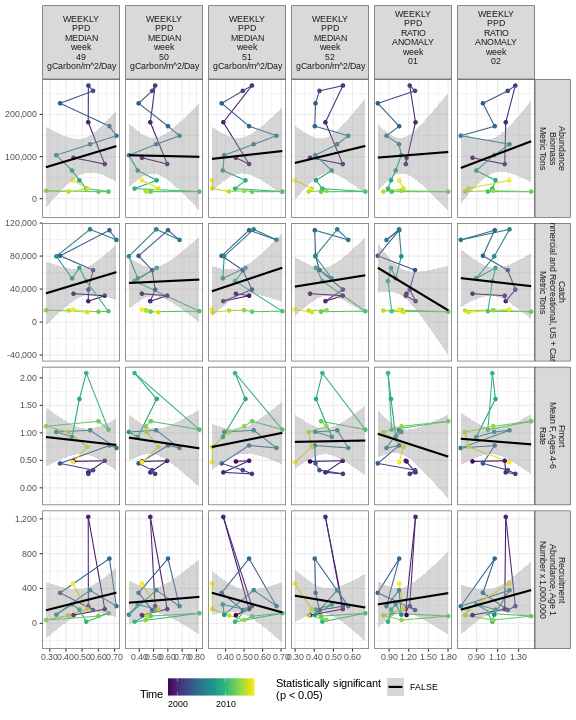 WEEKLY
PPD
MEDIAN
week
49
gCarbon/m^2/Day
WEEKLY
PPD
MEDIAN
week
50
gCarbon/m^2/Day
WEEKLY
PPD
MEDIAN
week
51
gCarbon/m^2/Day
WEEKLY
PPD
MEDIAN
week
52
gCarbon/m^2/Day
WEEKLY
PPD
RATIO
ANOMALY
week
01
WEEKLY
PPD
RATIO
ANOMALY
week
02
200,000
100,000
0
Abundance
Biomass
Metric Tons
120,000
80,000
40,000
0
-40,000
Catch
nmercial and Recreational, US + Car
Metric Tons
2.00
1.50
1.00
0.50
0.00
Fmort
Mean F, Ages 4-6
Rate
1,200
800
400
0
Recruitment
Abundance, Age 1
Number x 1,000,000
0.30 0.40 0.50 0.60 0.70
0.40 0.50 0.60 0.70 0.80
0.40 0.50 0.60 0.70
0.30 0.40 0.50 0.60
0.90 1.20 1.50 1.80
0.90 1.10 1.30
Time
2000 2010
Statistically significant
(p < 0.05)
FALSE